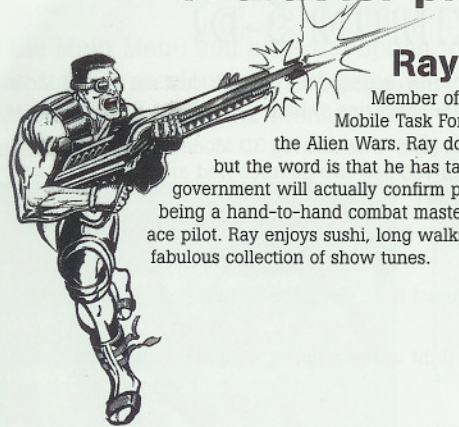 Ray
Member of
Mobile Task For
the Alien Wars. Ray do
but the word is that he has ta
government will actually confirm p
being a hand-to-hand combat maste
ace pilot. Ray enjoys sushi, long walks
fabulous collection of show tunes.